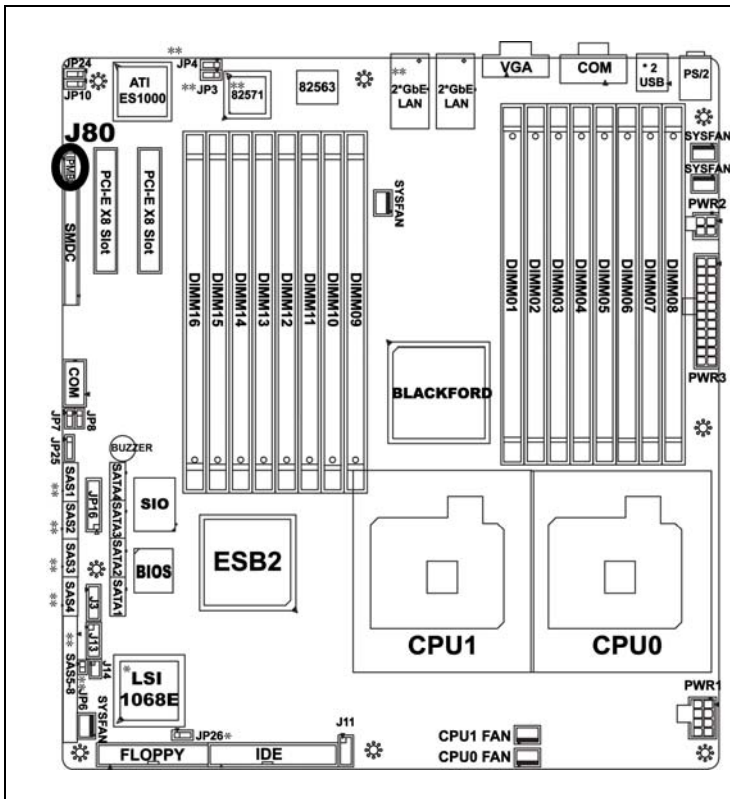 **
JP24
JP10
ATI
ES1000
JP4
JP3
**
**
82571
82563
**
2*GbE
LAN
2*GbE
LAN
VGA
COM
* 2
USB
PS/2
J80
IPMB
SMDC
PCI-E X8 Slot
PCI-E X8 Slot
SYSFAN
SYSFAN
SYSFAN
PWR2
PWR3
DIMM16
DIMM15
DIMM14
DIMM13
DIMM12
DIMM11
DIMM10
DIMM09
DIMM01
DIMM02
DIMM03
DIMM04
DIMM05
DIMM06
DIMM07
DIMM08
BLACKFORD
COM
JP7
JP8
JP25
BUZZER
SAS1
SAS2
SAS3
SAS4
**
**
**
**
JP16
SATA4
SATA3
SATA2
SATA1
SIO
BIOS
ESB2
CPU1
CPU0
J3
J13
J14
**
SAS5-8
**
JP6
SYSFAN
*
LSI
1068E
JP26*
J11
FLOPPY
IDE
CPU1 FAN
CPU0 FAN
PWR1